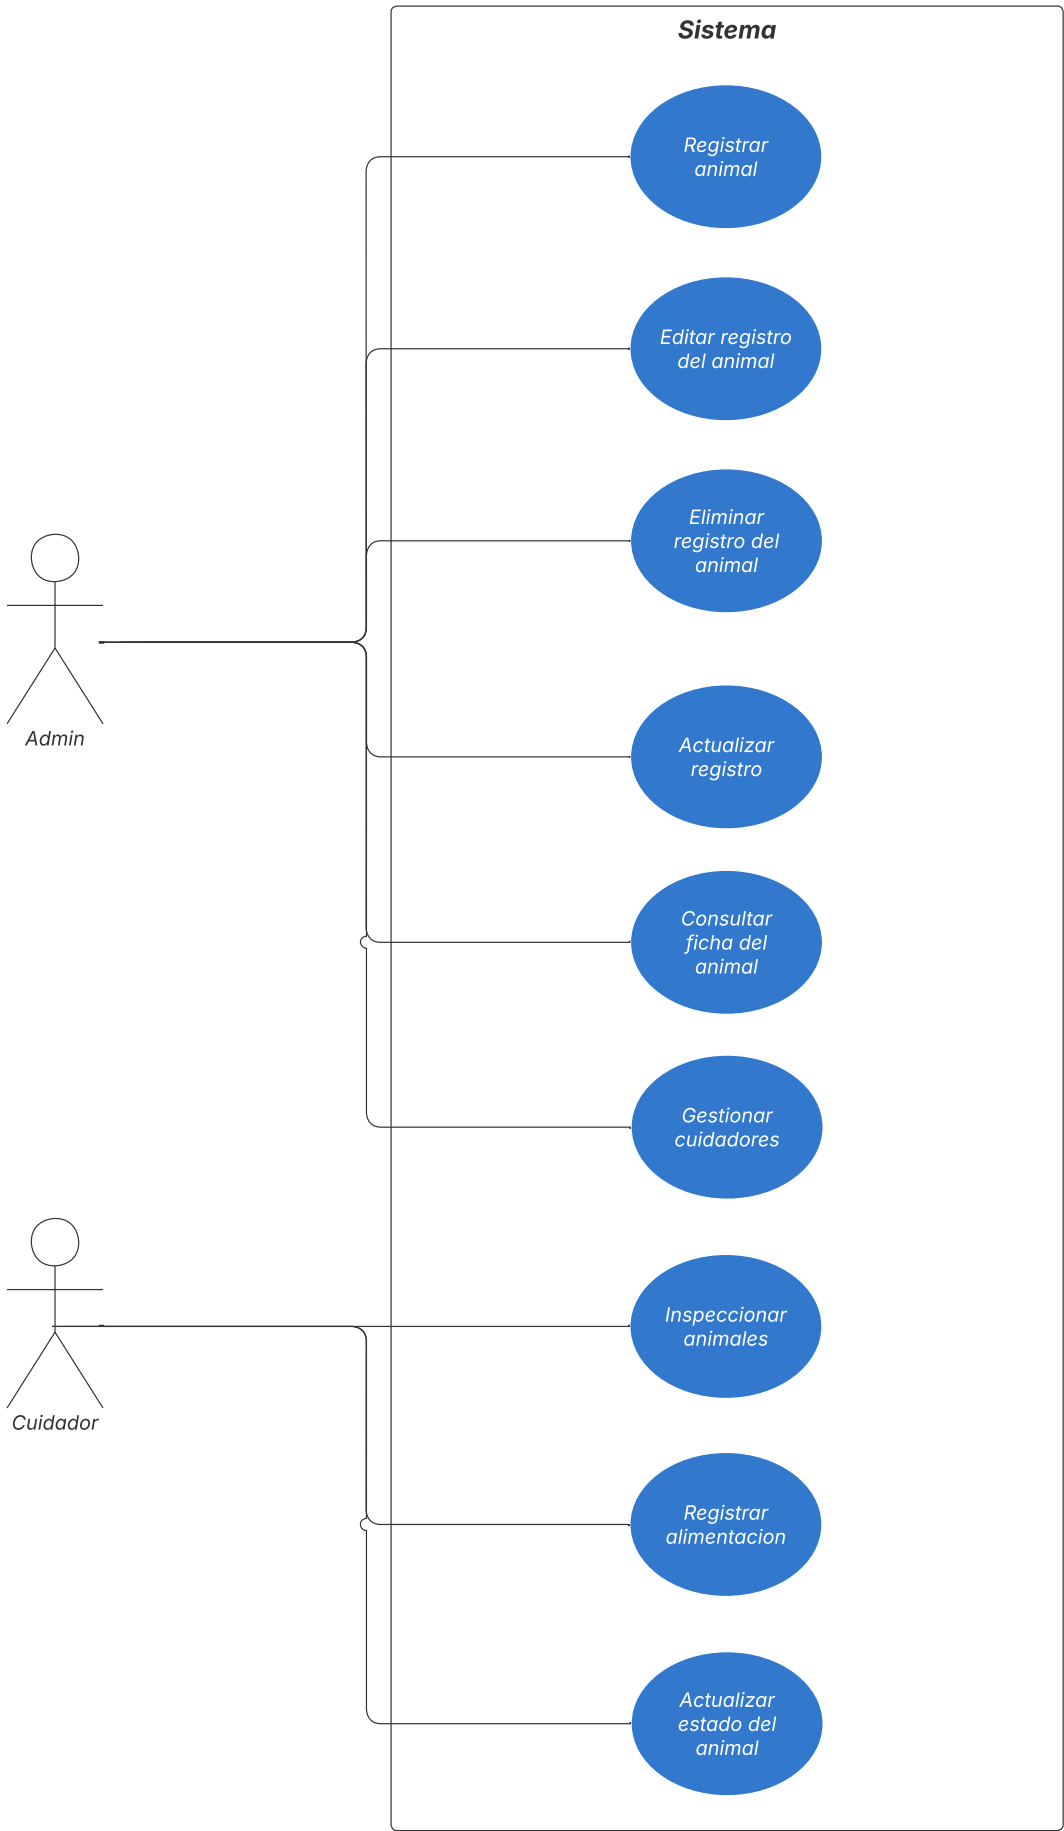 Sistema
Registrar
animal
Editar registro
del animal
Eliminar
registro del
animal
Admin
Actualizar
registro
Consultar
ficha del
animal
Gestionar
cuidadores
Inspeccionar
animales
Cuidador
Registrar
alimentacion
Actualizar
estado del
animal